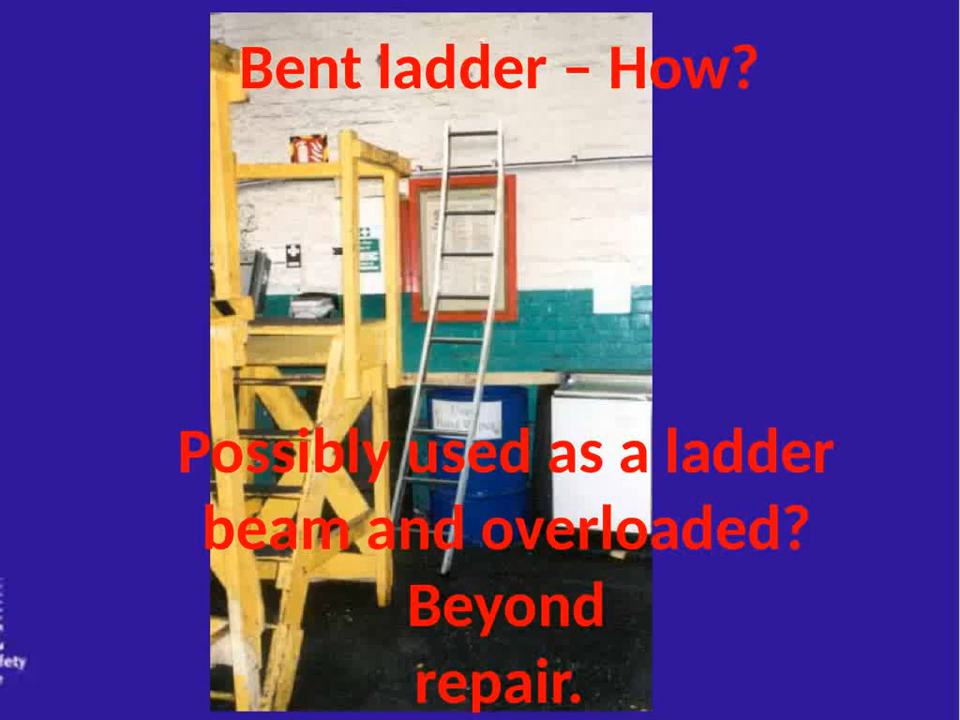 Bent ladder – How?
Possibly used as a ladder
beam and overloaded?
Beyond
repair.